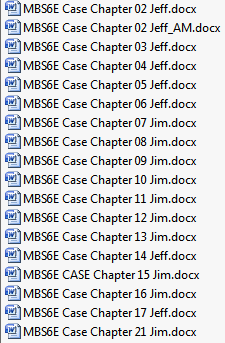 MBS6E Case Chapter 02 Jeff.docx
MBS6E Case Chapter 02 Jeff_AM.docx
MBS6E Case Chapter 03 Jeff.docx
MBS6E Case Chapter 04 Jeff.docx
MBS6E Case Chapter 05 Jeff.docx
MBS6E Case Chapter 06 Jeff.docx
MBS6E Case Chapter 07 Jim.docx
MBS6E Case Chapter 08 Jim.docx
MBS6E Case Chapter 09 Jim.docx
MBS6E Case Chapter 10 Jim.docx
MBS6E Case Chapter 11 Jim.docx
MBS6E Case Chapter 12 Jim.docx
MBS6E Case Chapter 13 Jim.docx
MBS6E Case Chapter 14 Jeff.docx
MBS6E CASE Chapter 15 Jim.docx
MBS6E Case Chapter 16 Jim.docx
MBS6E Case Chapter 17 Jeff.docx
MBS6E Case Chapter 21 Jim.docx